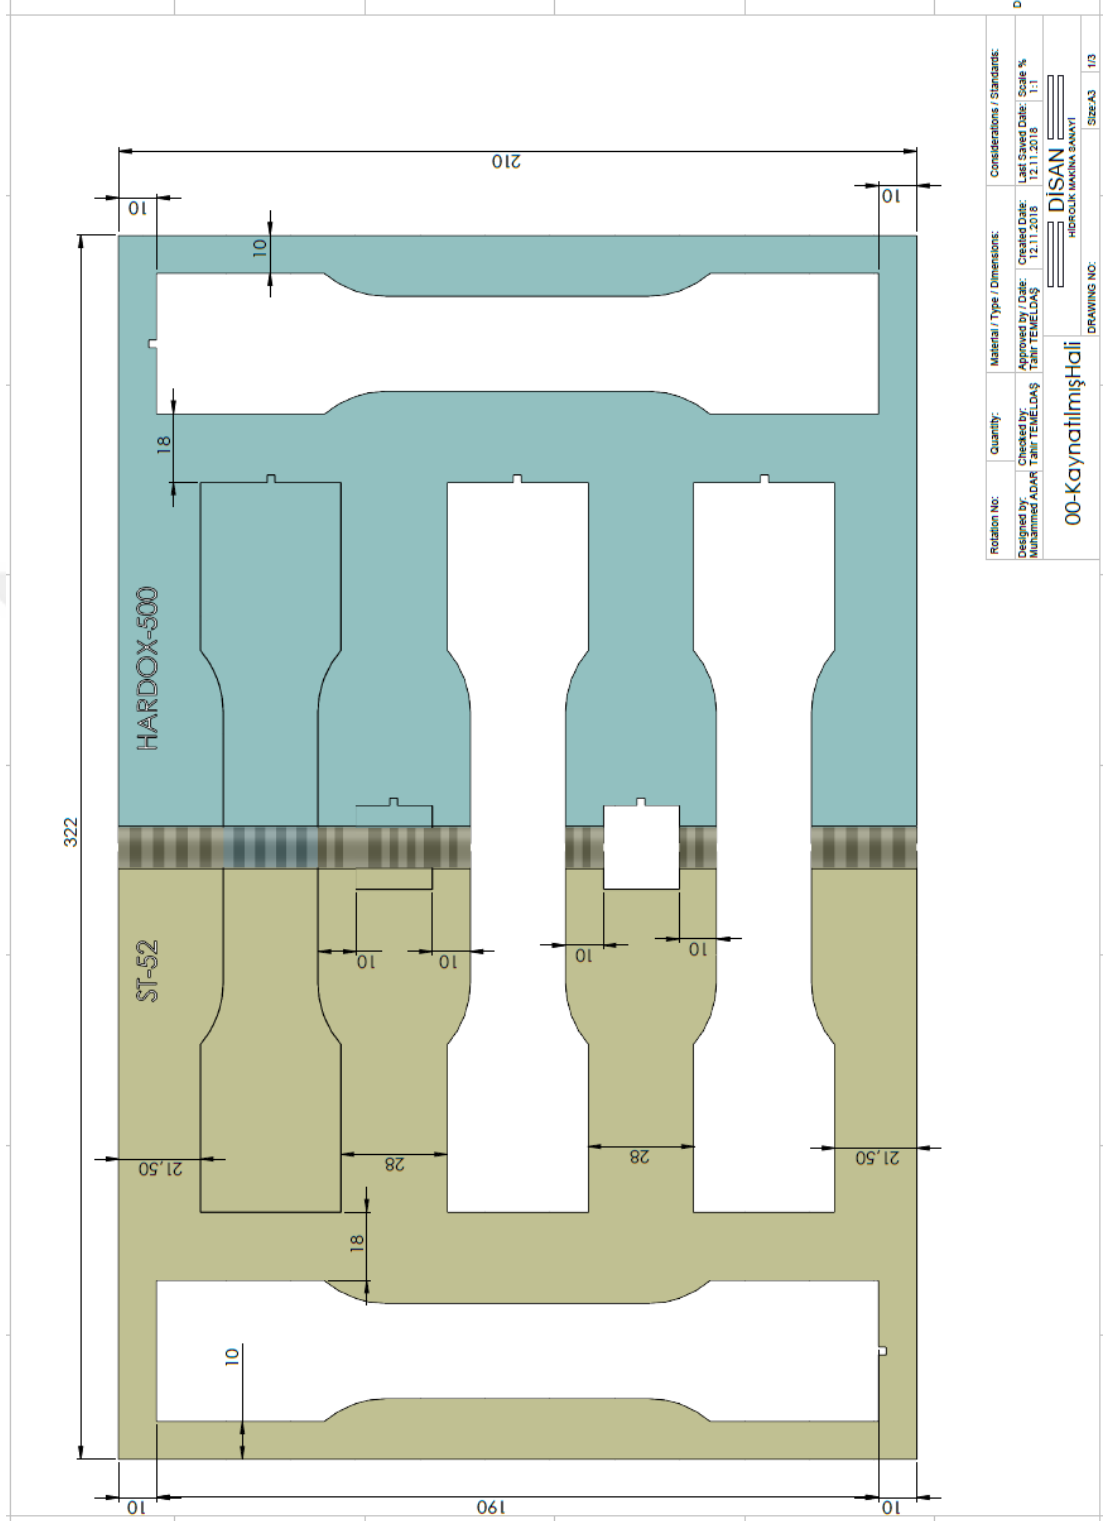 210
10
10
10
322
18
HARDOX-500
ST-52
10
10
10
10
21,50
28
28
21,50
18
10
10
190
10
Rotation No:
Quantity:
Material / Type / Dimensions:
Considerations / Standards:
Designed by:
Muhammed ADAR
Checked by:
Tahir TEMELDAŞ
Approved by / Date:
Tahir TEMELDAŞ
Created Date:
12.11.2018
Last Saved Date:
12.11.2018
Scale %
1:1
00-KaynatılmışHali
DİSAN
HİDROLİK MAKİNA SANAYİ
DRAWING NO:
Size:A3
1/3
D